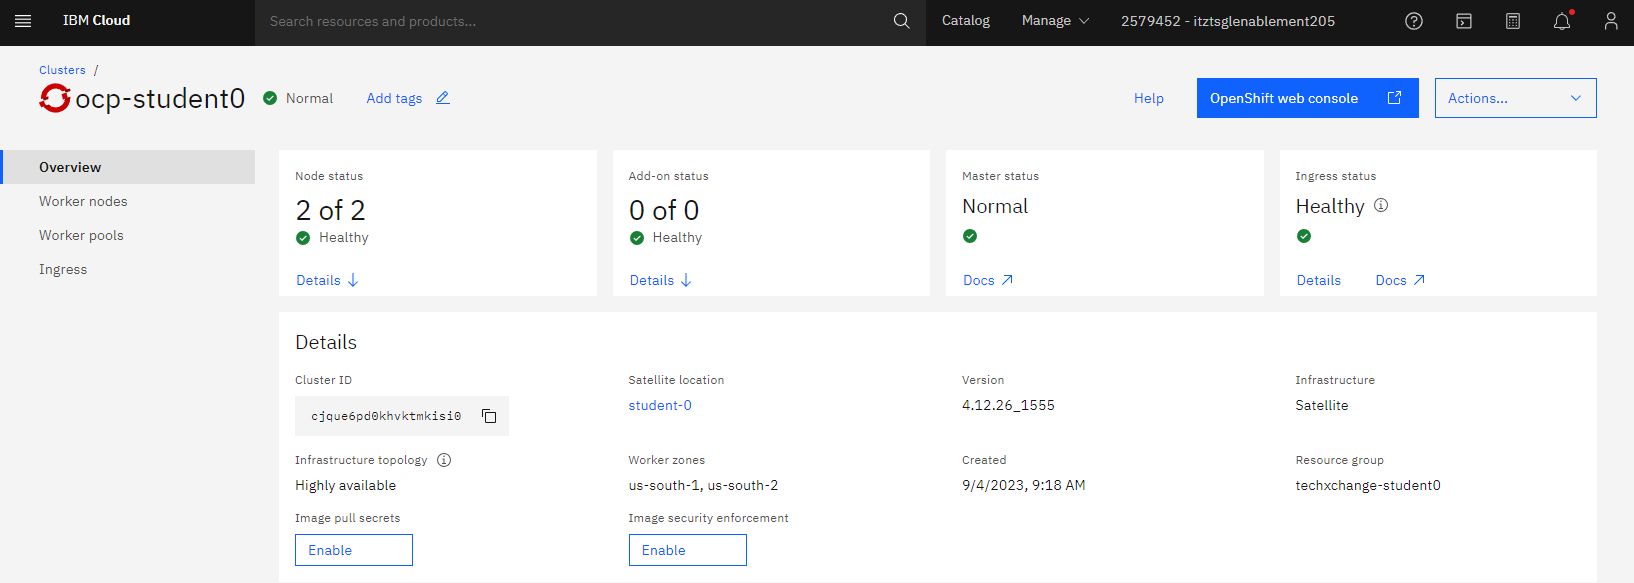 IBM Cloud
Search resources and products...
Catalog
Manage
2579452 - itztsglenablement205
Clusters /
ocp-student0
Normal
Add tags
Help
OpenShift web console
Actions...
Overview
Worker nodes
Worker pools
Ingress
Node status
2 of 2
Healthy
Details
Add-on status
0 of 0
Healthy
Details
Master status
Normal
Docs
Ingress status
Healthy
Details
Docs
Details
Cluster ID
cjque6pd0khvktmkisi0
Satellite location
student-0
Version
4.12.26_1555
Infrastructure
Satellite
Infrastructure topology
Highly available
Worker zones
us-south-1, us-south-2
Created
9/4/2023, 9:18 AM
Resource group
techxchange-student0
Image pull secrets
Enable
Image security enforcement
Enable